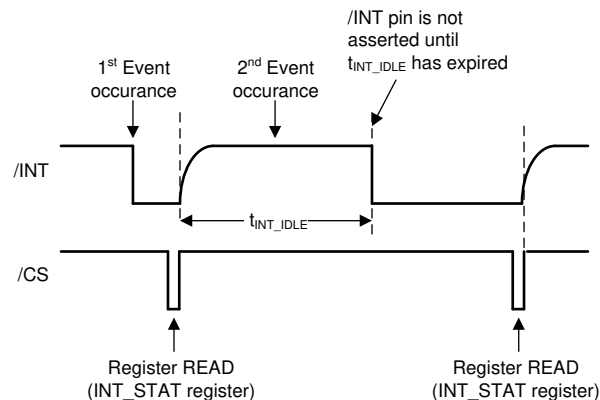 /INT pin is not
asserted until
tINT_IDLE has expired
1st Event
occurance
2nd Event
occurance
/INT
tINT_IDLE
/CS
Register READ
(INT_STAT register)
Register READ
(INT_STAT register)